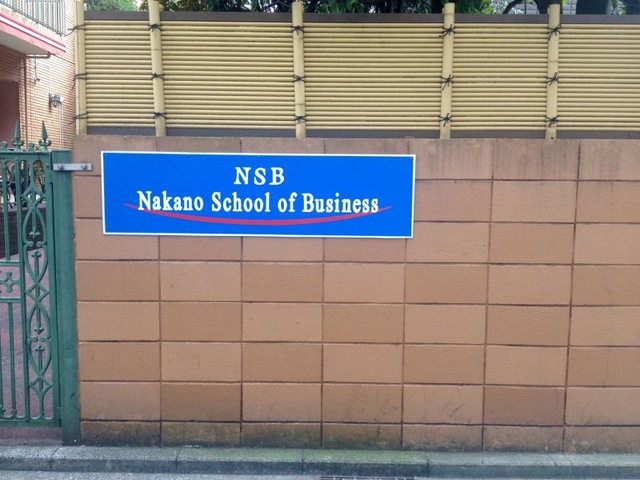 NSB
Nakano School of Business